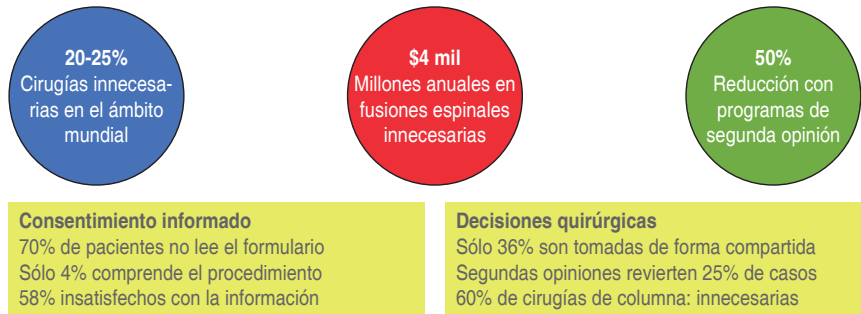 20-25%
Cirugías innecesa-
rias en el ámbito
mundial
$4 mil
Millones anuales en
fusiones espinales
innecesarias
50%
Reducción con
programas de
segunda opinión
Consentimiento informado
70% de pacientes no lee el formulario
Sólo 4% comprende el procedimiento
58% insatisfechos con la información
Decisiones quirúrgicas
Sólo 36% son tomadas de forma compartida
Segundas opiniones revierten 25% de casos
60% de cirugías de columna: innecesarias